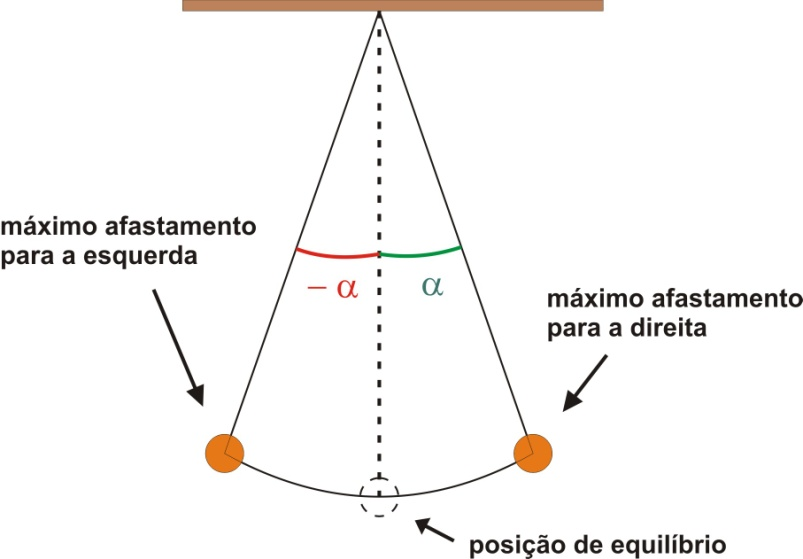 máximo afastamento
para a esquerda
– α
α
máximo afastamento
para a direita
posição de equilíbrio